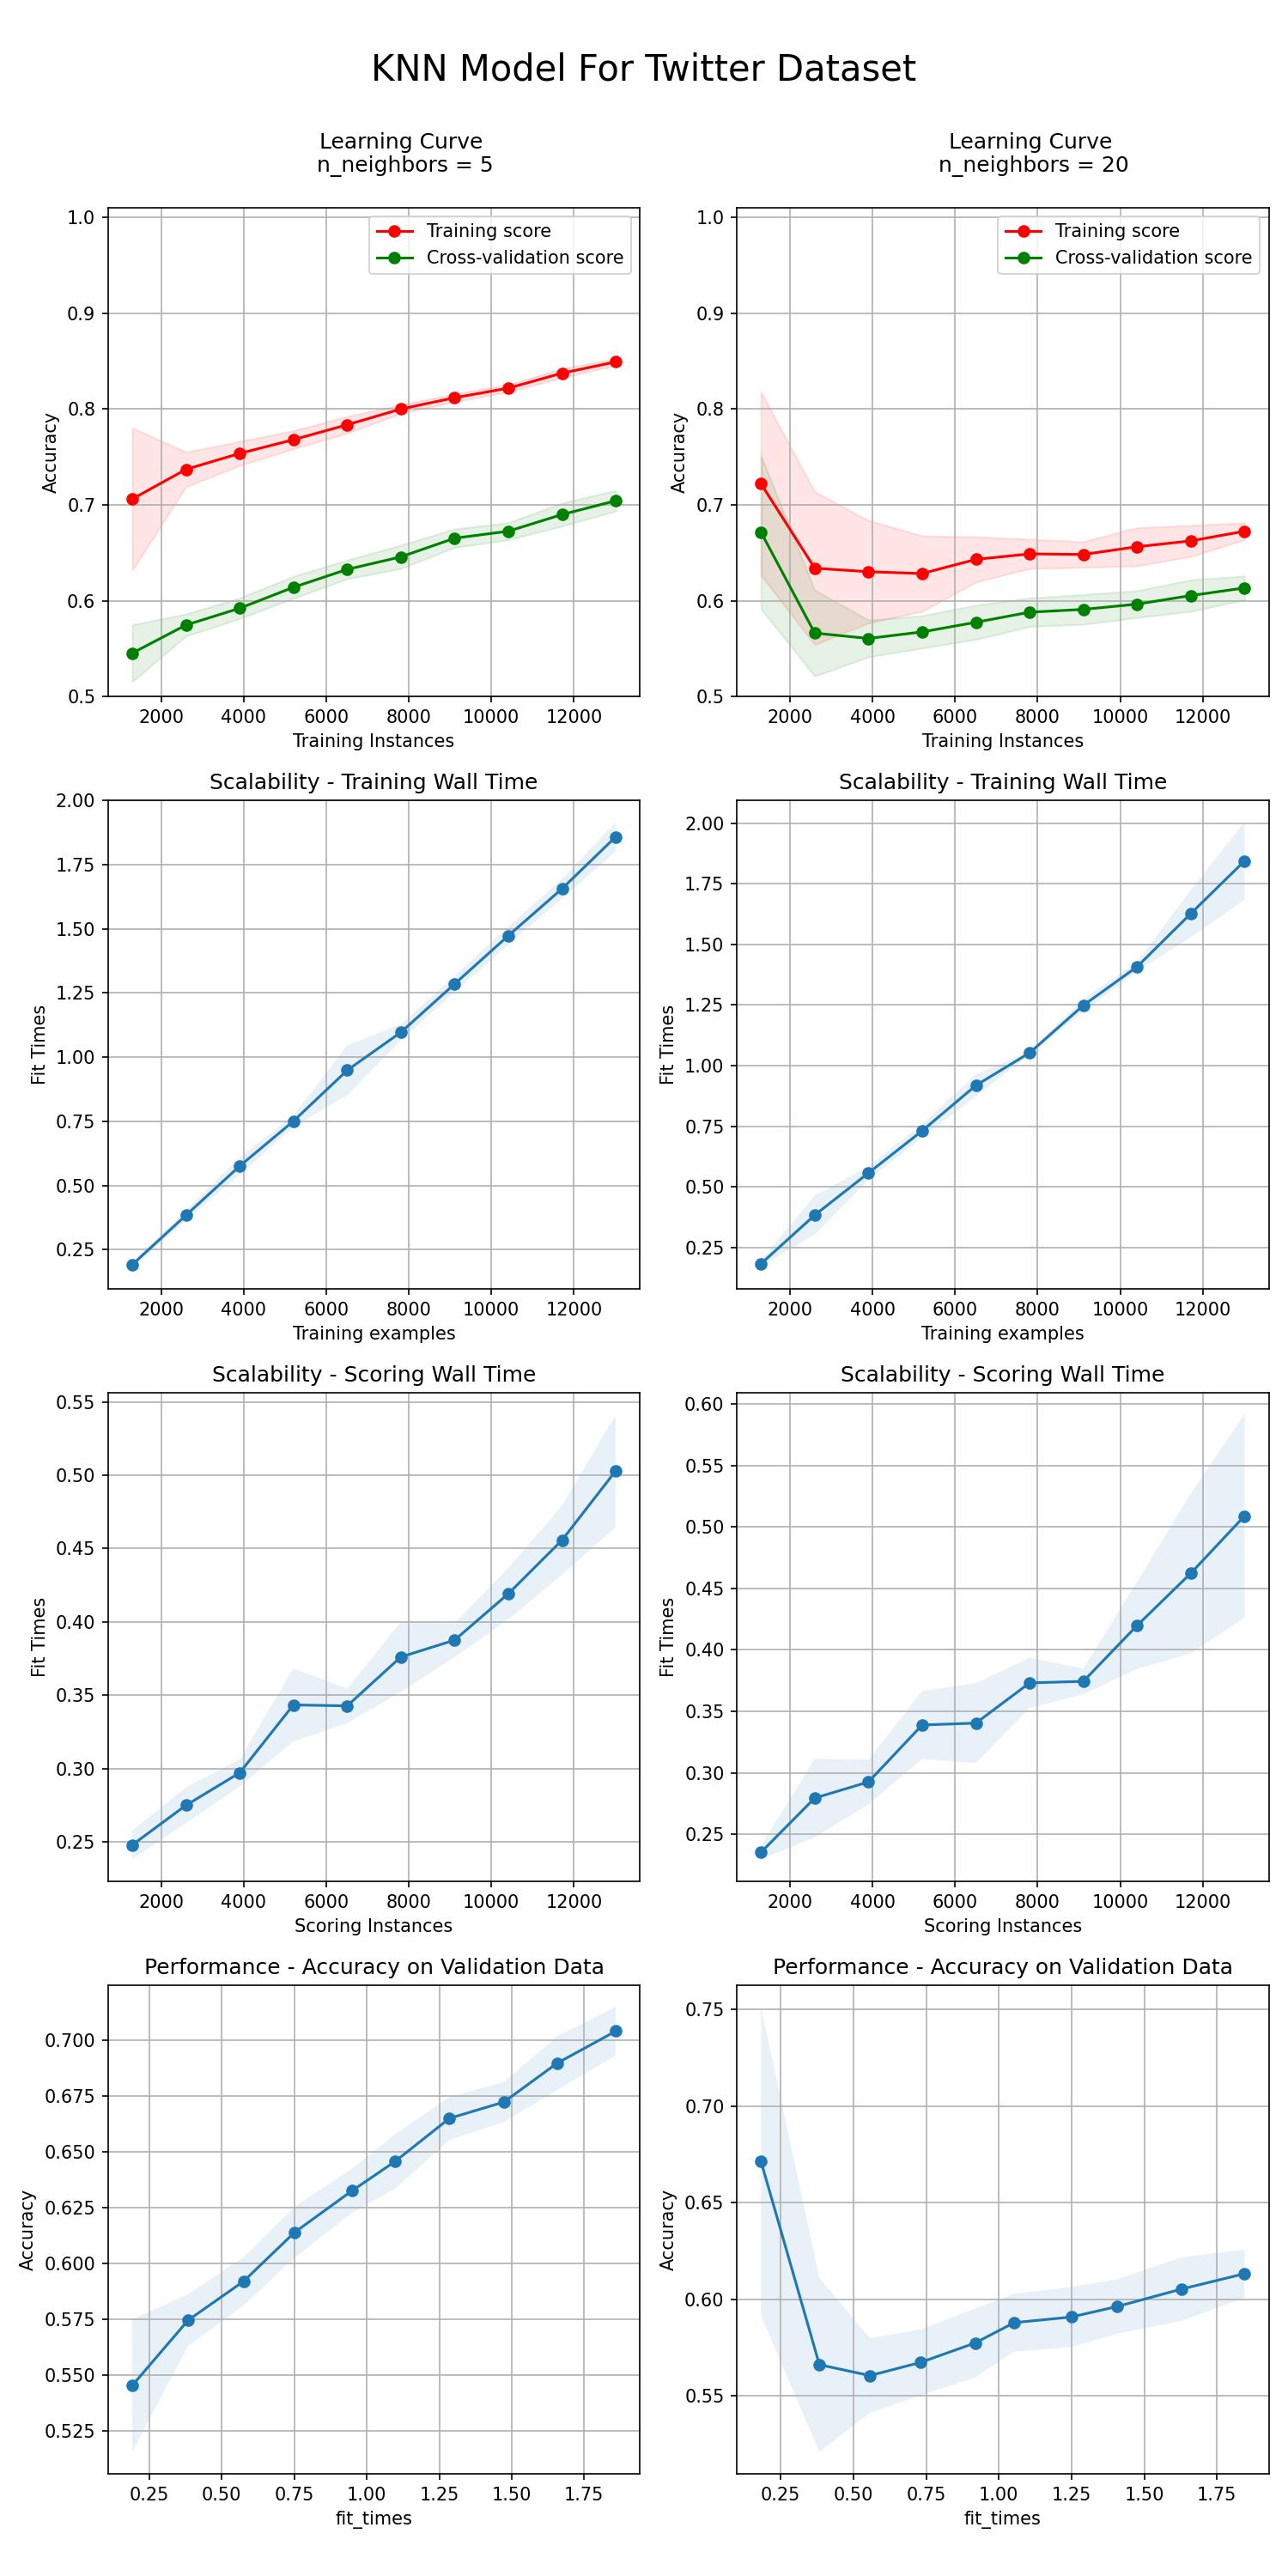 KNN Model For Twitter Dataset
Learning Curve
n_neighbors = 5
1.0
0.9
0.8
0.7
0.6
0.5
Accuracy
Training score
Cross-validation score
2000 4000 6000 8000 10000 12000
Training Instances
Learning Curve
n_neighbors = 20
1.0
0.9
0.8
0.7
0.6
0.5
Accuracy
Training score
Cross-validation score
2000 4000 6000 8000 10000 12000
Training Instances
Scalability - Training Wall Time
2.00
1.75
1.50
1.25
1.00
0.75
0.50
0.25
Fit Times
2000 4000 6000 8000 10000 12000
Training examples
Scalability - Training Wall Time
2.00
1.75
1.50
1.25
1.00
0.75
0.50
0.25
Fit Times
2000 4000 6000 8000 10000 12000
Training examples
Scalability - Scoring Wall Time
0.55
0.50
0.45
0.40
0.35
0.30
0.25
Fit Times
2000 4000 6000 8000 10000 12000
Scoring Instances
Scalability - Scoring Wall Time
0.60
0.55
0.50
0.45
0.40
0.35
0.30
0.25
Fit Times
2000 4000 6000 8000 10000 12000
Scoring Instances
Performance - Accuracy on Validation Data
0.700
0.675
0.650
0.625
0.600
0.575
0.550
0.525
Accuracy
0.25 0.50 0.75 1.00 1.25 1.50 1.75
fit_times
Performance - Accuracy on Validation Data
0.75
0.70
0.65
0.60
0.55
Accuracy
0.25 0.50 0.75 1.00 1.25 1.50 1.75
fit_times